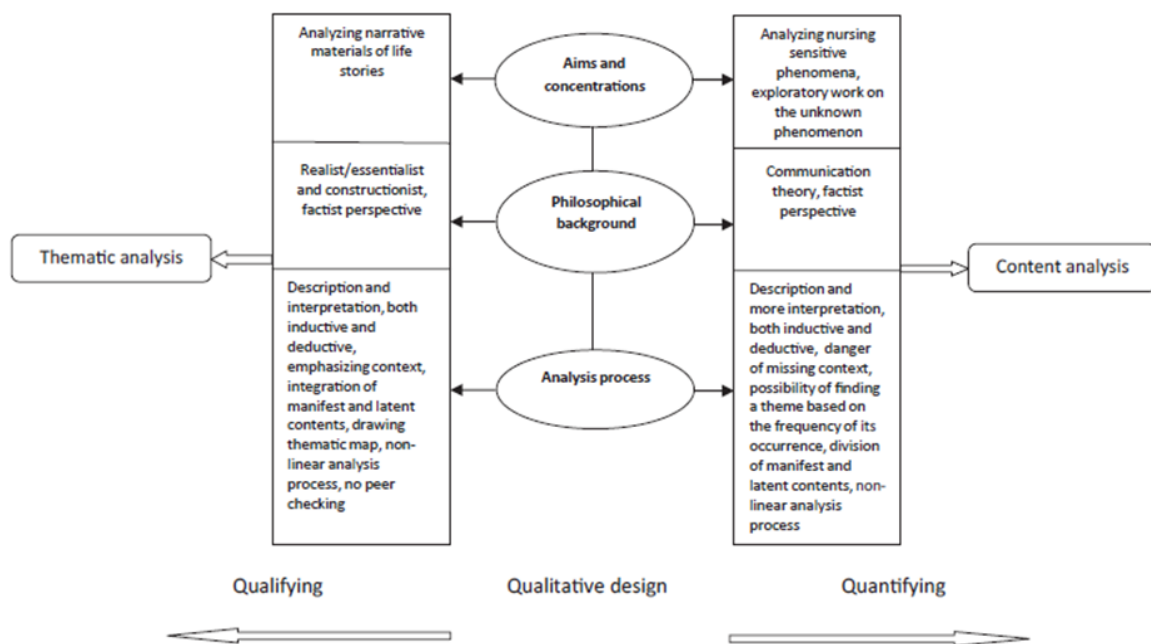 Analyzing narrative
materials of life
stories
Aims and
concentrations
Analyzing nursing
sensitive
phenomena,
exploratory work on
the unknown
phenomenon
Realist/essentialist
and constructionist,
factist perspective
Philosophical
background
Communication
theory, factist
perspective
Thematic analysis
Content analysis
Description and
interpretation, both
inductive and
deductive,
emphasizing context,
integration of
manifest and latent
contents, drawing
thematic map, non-
linear analysis
process, no peer
checking
Analysis process
Description and
more interpretation,
both inductive and
deductive, danger
of missing context,
possibility of finding
a theme based on
the frequency of its
occurrence, division
of manifest and
latent contents, non-
linear analysis
process
Qualifying
Qualitative design
Quantifying